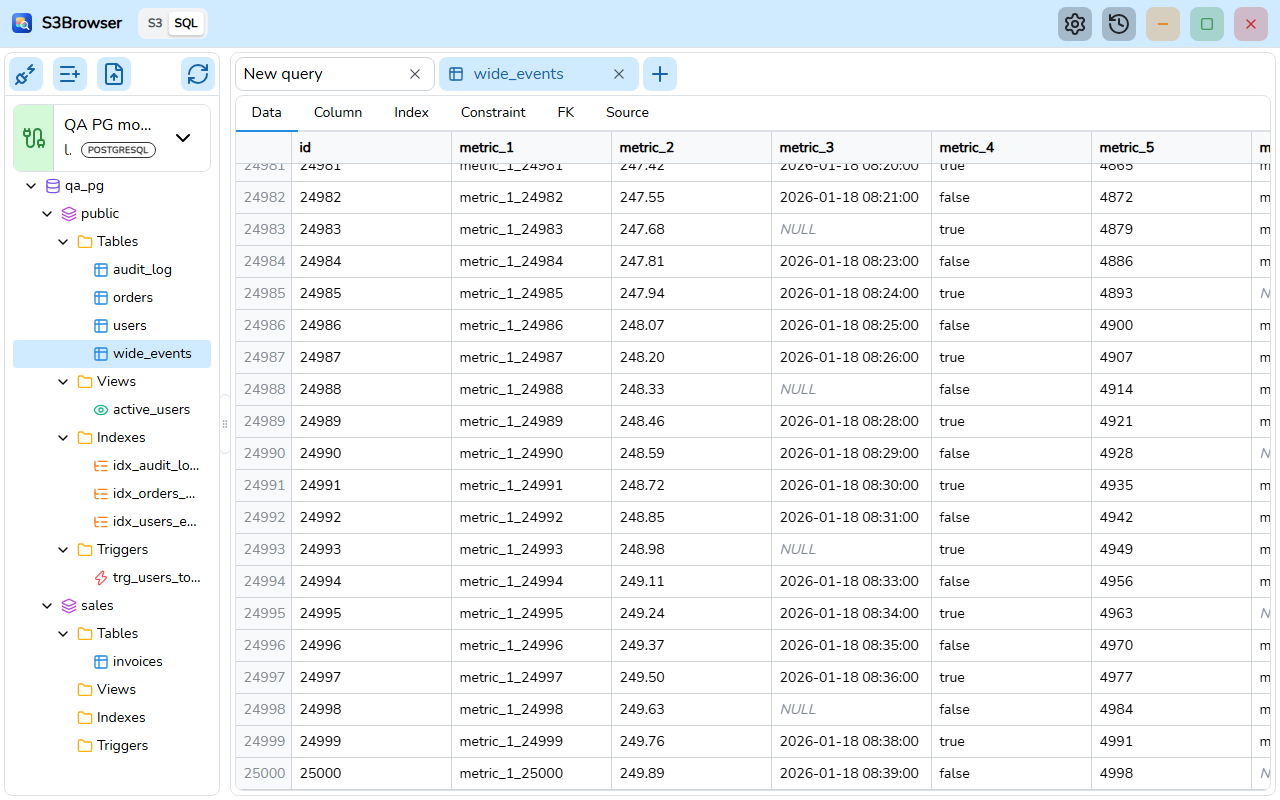 S3Browser S3 SQL
New query wide_events
QA PG mo...
l. POSTGRESQL
qa_pg
public
Tables
audit_log
orders
users
wide_events
Views
active_users
Indexes
idx_audit_lo...
idx_orders_...
idx_users_e...
Triggers
trg_users_to...
sales
Tables
invoices
Views
Indexes
Triggers
Data Column Index Constraint FK Source
id metric_1 metric_2 metric_3 metric_4 metric_5 m
24981 24981 metric_1_24981 247.42 2026-01-18 08:20:00 true 4865
24982 24982 metric_1_24982 247.55 2026-01-18 08:21:00 false 4872 m
24983 24983 metric_1_24983 247.68 NULL true 4879 m
24984 24984 metric_1_24984 247.81 2026-01-18 08:23:00 false 4886 m
24985 24985 metric_1_24985 247.94 2026-01-18 08:24:00 true 4893 N
24986 24986 metric_1_24986 248.07 2026-01-18 08:25:00 false 4900 m
24987 24987 metric_1_24987 248.20 2026-01-18 08:26:00 true 4907 m
24988 24988 metric_1_24988 248.33 NULL false 4914 m
24989 24989 metric_1_24989 248.46 2026-01-18 08:28:00 true 4921 m
24990 24990 metric_1_24990 248.59 2026-01-18 08:29:00 false 4928 N
24991 24991 metric_1_24991 248.72 2026-01-18 08:30:00 true 4935 m
24992 24992 metric_1_24992 248.85 2026-01-18 08:31:00 false 4942 m
24993 24993 metric_1_24993 248.98 NULL true 4949 m
24994 24994 metric_1_24994 249.11 2026-01-18 08:33:00 false 4956 m
24995 24995 metric_1_24995 249.24 2026-01-18 08:34:00 true 4963 N
24996 24996 metric_1_24996 249.37 2026-01-18 08:35:00 false 4970 m
24997 24997 metric_1_24997 249.50 2026-01-18 08:36:00 true 4977 m
24998 24998 metric_1_24998 249.63 NULL false 4984 m
24999 24999 metric_1_24999 249.76 2026-01-18 08:38:00 true 4991 m
25000 25000 metric_1_25000 249.89 2026-01-18 08:39:00 false 4998 N